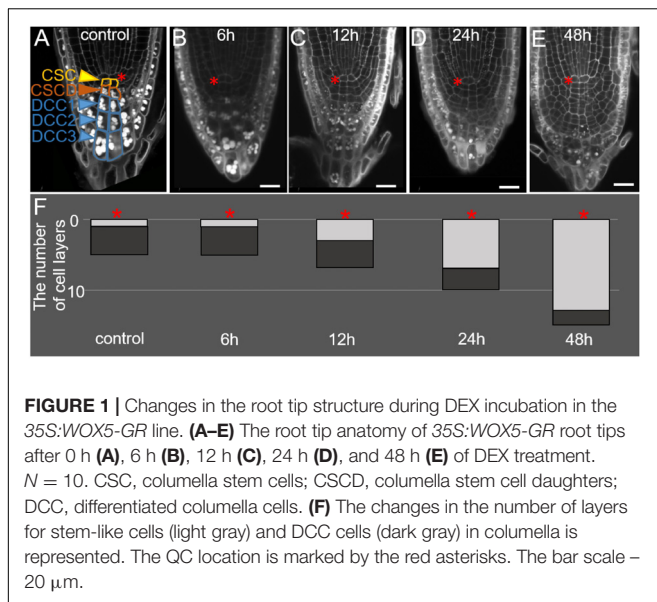 A control
B 6h
C 12h
D 24h
E 48h
CSC
CSCD
DCC1
DCC2
DCC3
*
*
*
*
*
F
The number
of cell layers
0
10
*
*
*
*
*
control 6h 12h 24h 48h
FIGURE 1 | Changes in the root tip structure during DEX incubation in the
35S:WOX5-GR line. (A–E) The root tip anatomy of 35S:WOX5-GR root tips
after 0 h (A), 6 h (B), 12 h (C), 24 h (D), and 48 h (E) of DEX treatment.
N = 10. CSC, columella stem cells; CSCD, columella stem cell daughters;
DCC, differentiated columella cells. (F) The changes in the number of layers
for stem-like cells (light gray) and DCC cells (dark gray) in columella is
represented. The QC location is marked by the red asterisks. The bar scale –
20 μm.